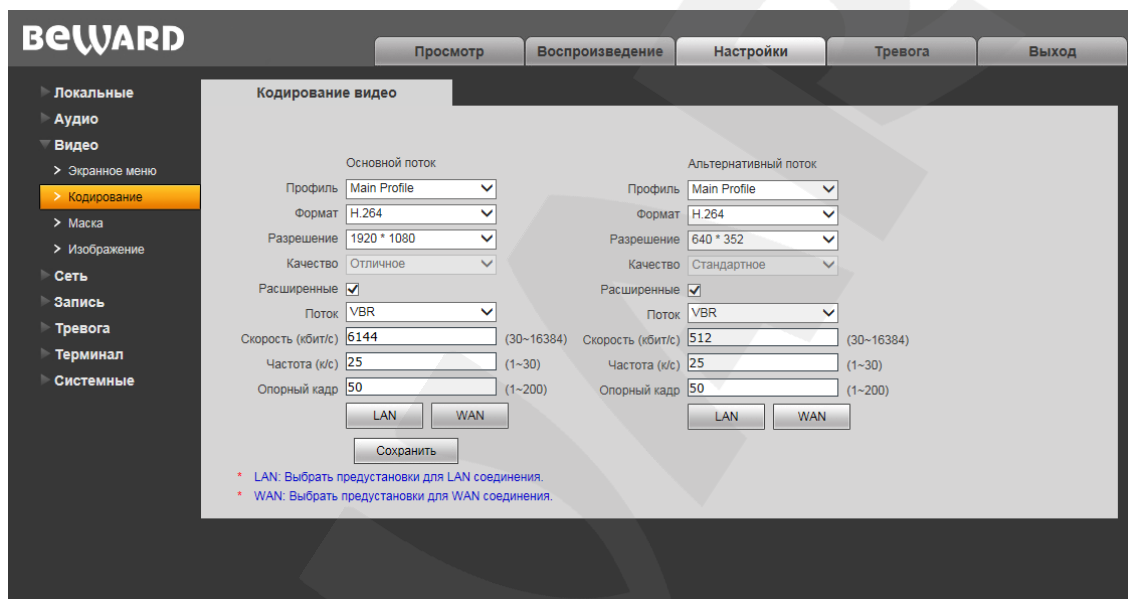 BEWARD
Просмотр Воспроизведение Настройки Тревога Выход
Локальные
Аудио
Видео
> Экранное меню
> Кодирование
> Маска
> Изображение
Сеть
Запись
Тревога
Терминал
Системные
Кодирование видео
Основной поток Альтернативный поток
Профиль Main Profile Профиль Main Profile
Формат H.264 Формат H.264
Разрешение 1920 * 1080 Разрешение 640 * 352
Качество Отличное Качество Стандартное
Расширенные Расширенные
Поток VBR Поток VBR
Скорость (кбит/с) 6144 (30~16384) Скорость (кбит/с) 512 (30~16384)
Частота (к/с) 25 (1~30) Частота (к/с) 25 (1~30)
Опорный кадр 50 (1~200) Опорный кадр 50 (1~200)
LAN WAN LAN WAN
Сохранить
* LAN: Выбрать предустановки для LAN соединения.
* WAN: Выбрать предустановки для WAN соединения.